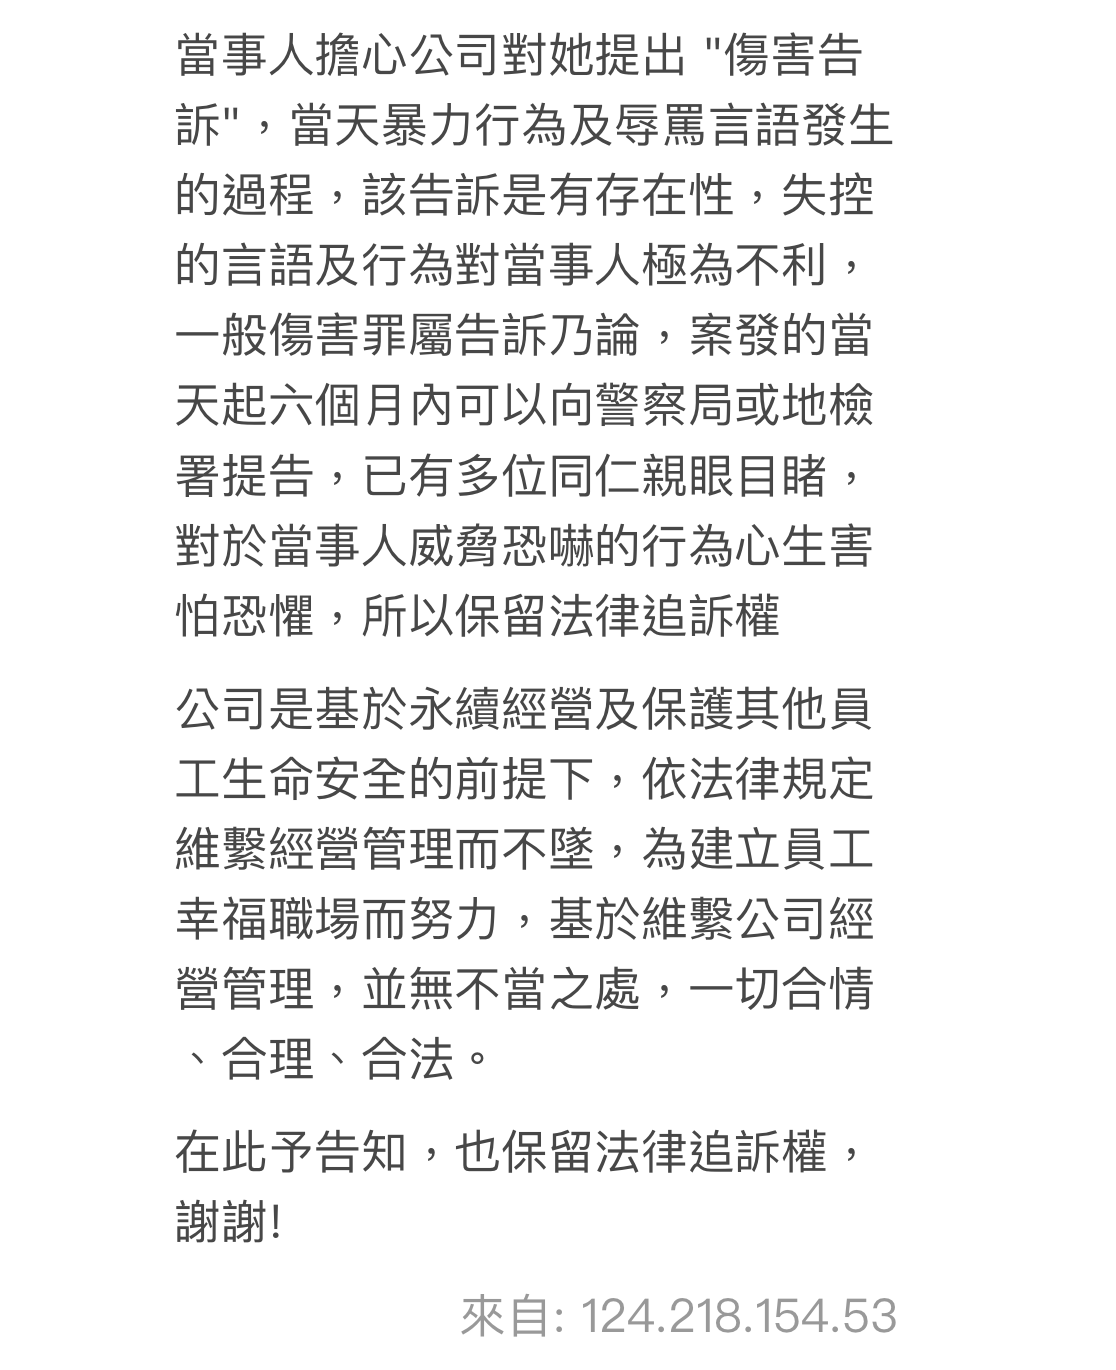 當事人擔心公司對她提出 "傷害告
訴"，當天暴力行為及辱罵言語發生
的過程，該告訴是有存在性，失控
的言語及行為對當事人極為不利，
一般傷害罪屬告訴乃論，案發的當
天起六個月內可以向警察局或地檢
署提告，已有多位同仁親眼目睹，
對於當事人威脅恐嚇的行為心生害
怕恐懼，所以保留法律追訴權
公司是基於永續經營及保護其他員
工生命安全的前提下，依法律規定
維繫經營管理而不墜，為建立員工
幸福職場而努力，基於維繫公司經
營管理，並無不當之處，一切合情
、合理、合法。
在此予告知，也保留法律追訴權，
謝謝!
來自: 124.218.154.53